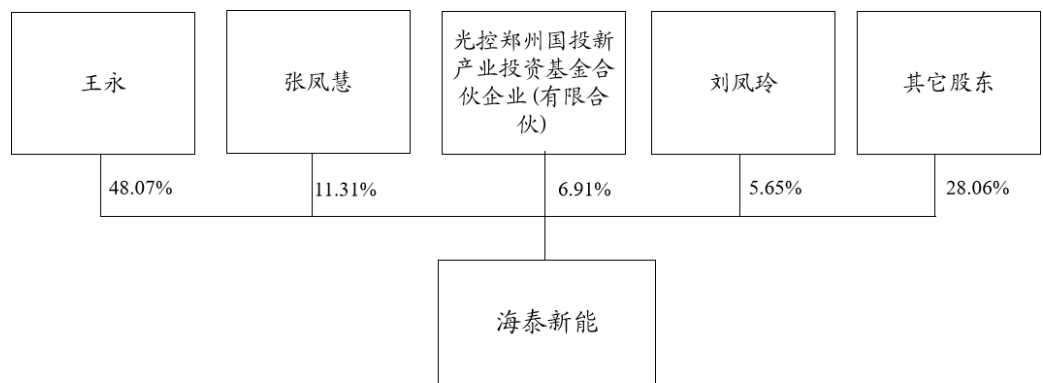 王永
张凤慧
光控郑州国投新
产业投资基金合
伙企业(有限合
伙)
刘凤玲
其它股东
48.07%
11.31%
6.91%
5.65%
28.06%
海泰新能